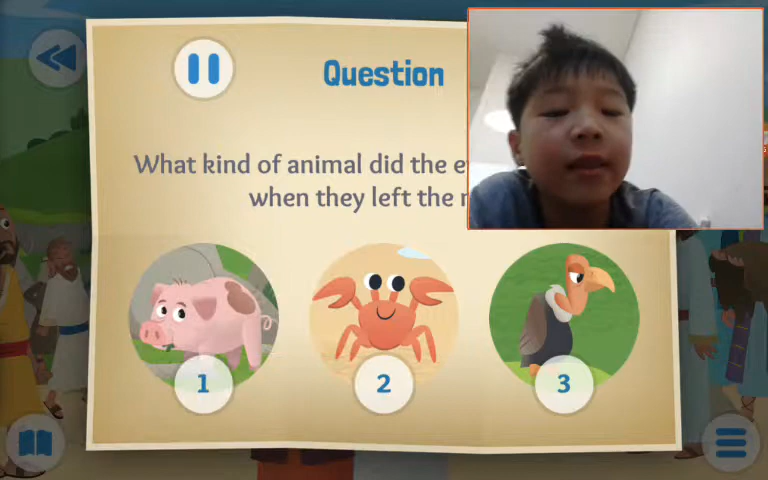 Question
What kind of animal did the
when they left the
1
2
3